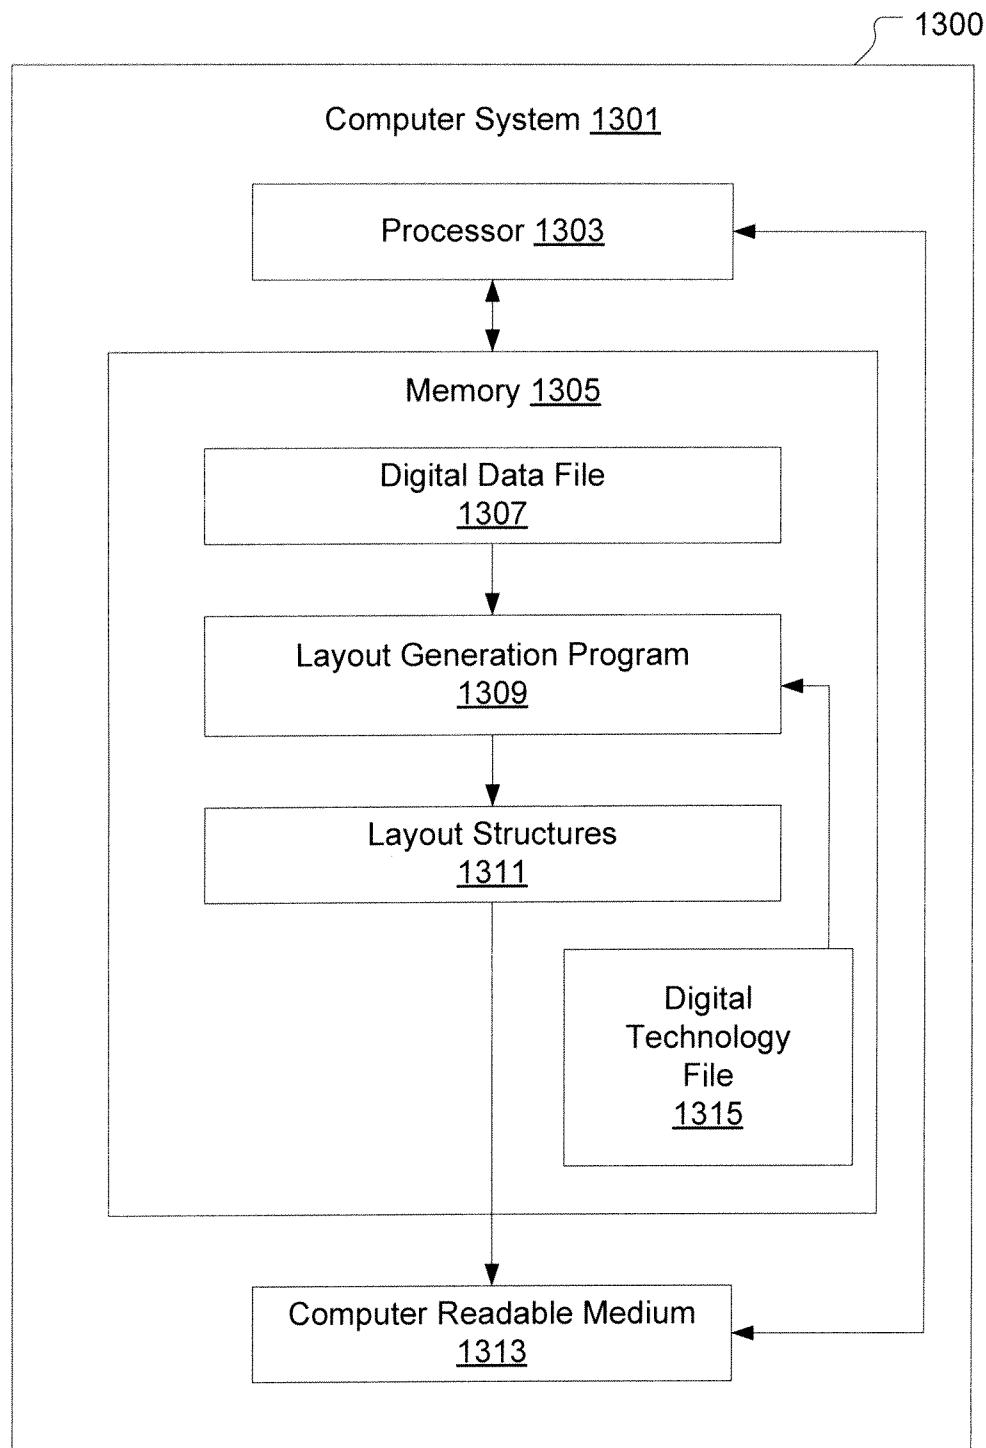 1300
Computer System 1301
Processor 1303
Memory 1305
Digital Data File
1307
Layout Generation Program
1309
Layout Structures
1311
Digital
Technology
File
1315
Computer Readable Medium
1313